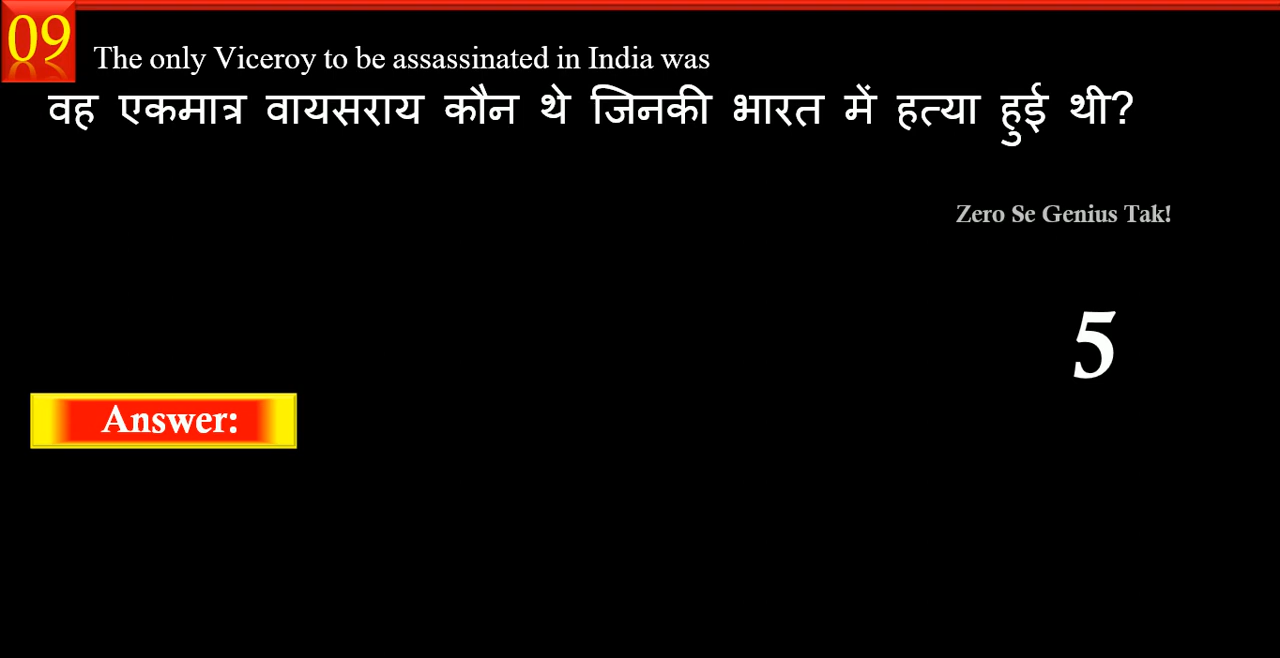 09
The only Viceroy to be assassinated in India was
वह एकमात्र वायसराय कौन थे जिनकी भारत में हत्या हुई थी?
Zero Se Genius Tak!
5
Answer: